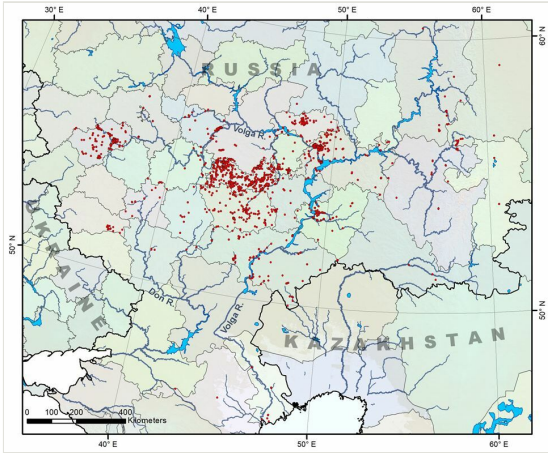 30° E 40° E 50° E 60° E
60° N
RUSSIA
Volga R.
UKRAINE
50° N
Don R.
Volga R.
50° N
KAZAKHSTAN
0 100 200 400
Kilometers
40° E 50° E 60° E